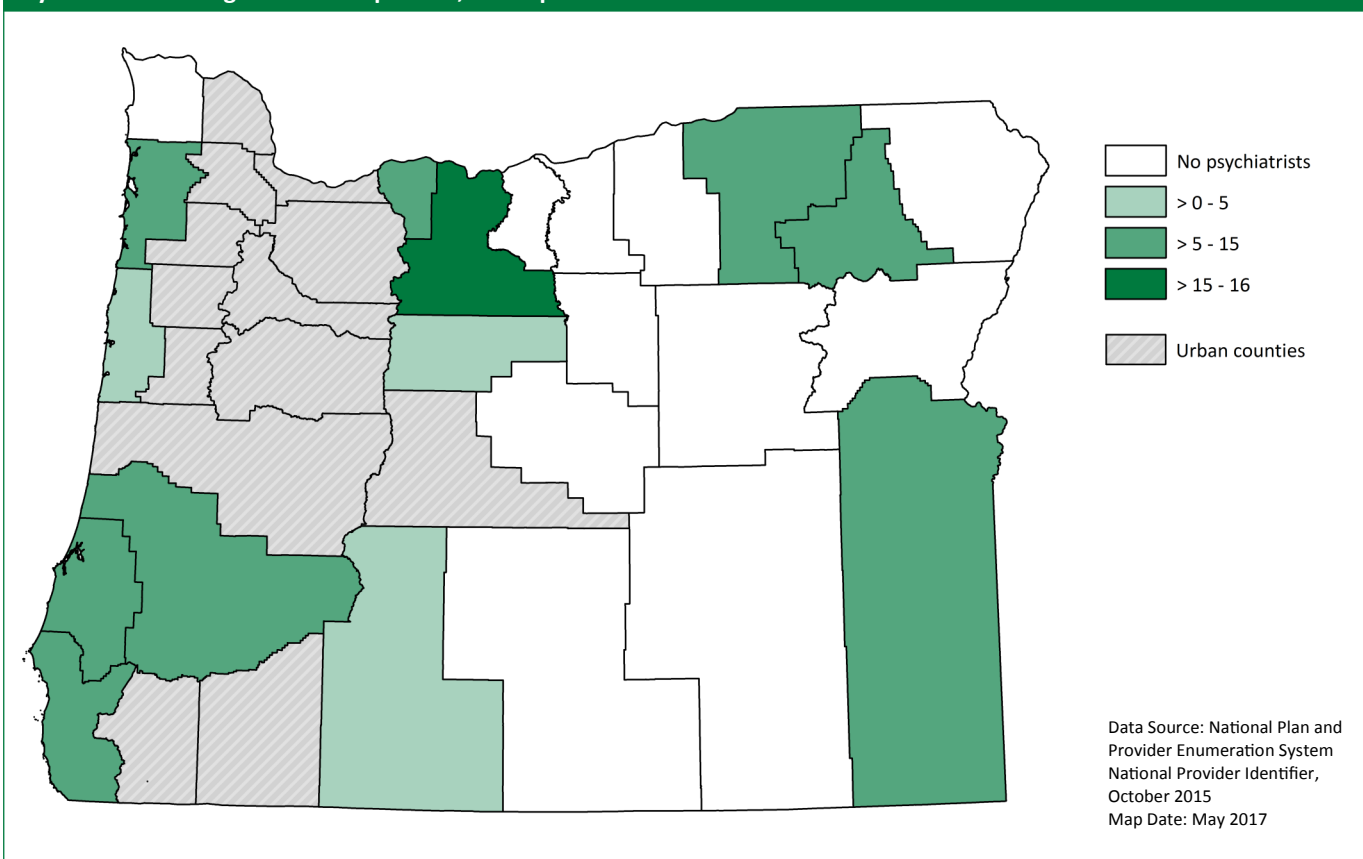 No psychiatrists
> 0 - 5
> 5 - 15
> 15 - 16
Urban counties
Data Source: National Plan and
Provider Enumeration System
National Provider Identifier,
October 2015
Map Date: May 2017